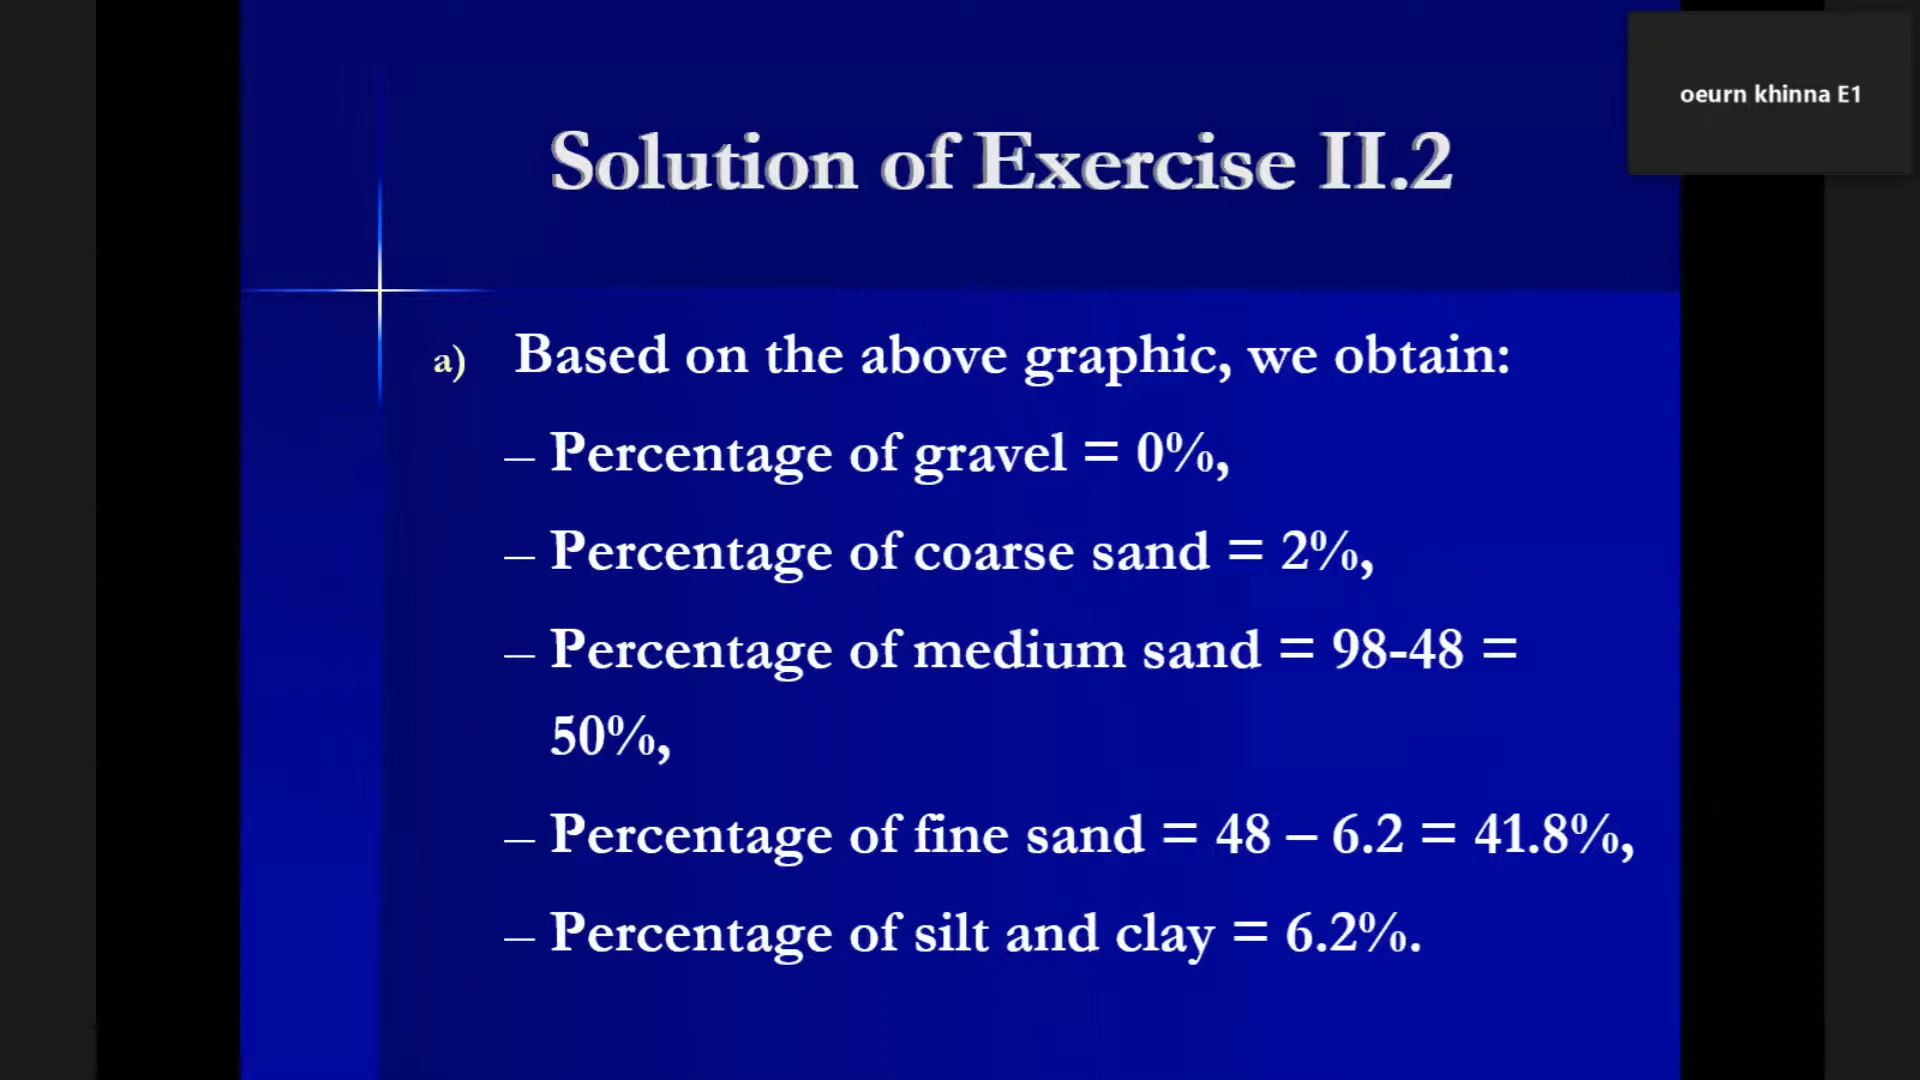 oeurn khinna E1
Solution of Exercise II.2
a) Based on the above graphic, we obtain:
– Percentage of gravel = 0%,
– Percentage of coarse sand = 2%,
– Percentage of medium sand = 98-48 =
50%,
– Percentage of fine sand = 48 – 6.2 = 41.8%,
– Percentage of silt and clay = 6.2%.